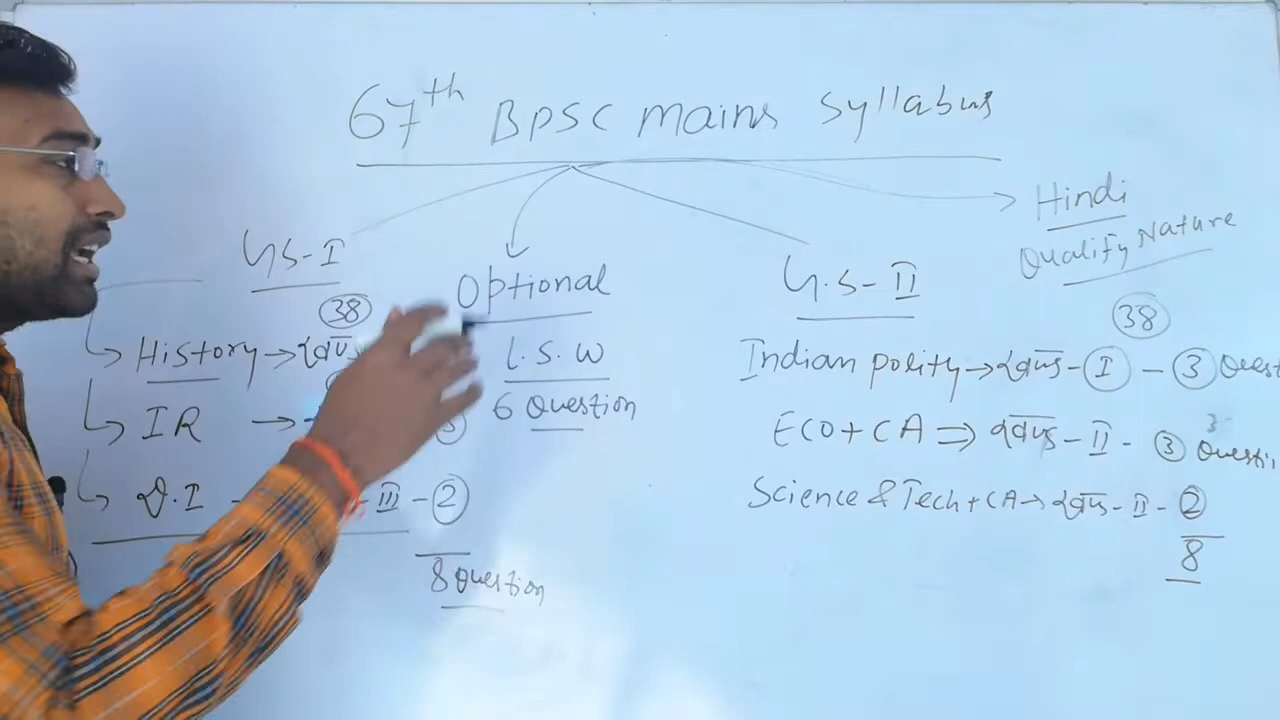 67th BPSC mains Syllabus
Hindi
Qualify Nature
GS-I
Optional
G.S-II
38
38
History → खण्ड
L.S.W
6 Question
Indian polity → खण्ड - I - 3 Quest
IR →
ECO + CA ⇒ खण्ड - II - 3 Questi
D.I - III - 2
Science & Tech + CA → खण्ड - II - 2
8 Question
8